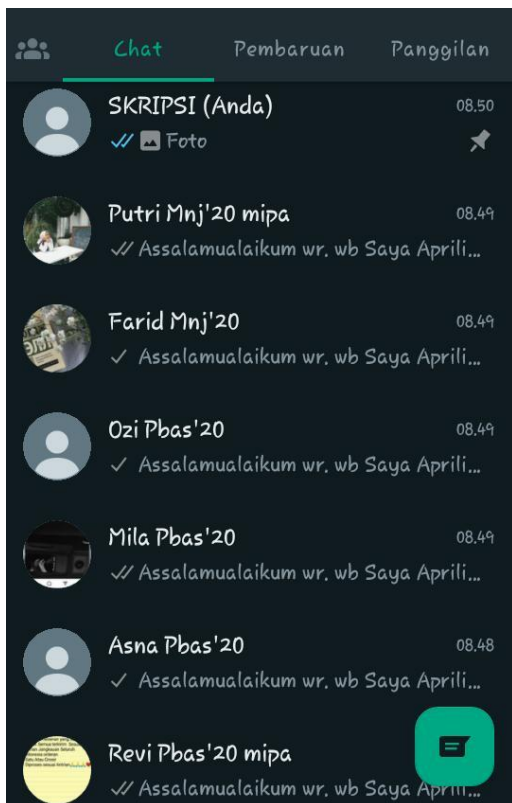 Chat Pembaruan Panggilan
SKRIPSI (Anda) 08.50
Foto
Putri Mnj'20 mipa 08.49
Assalamualaikum wr. wb Saya Aprili...
Farid Mnj'20 08.49
Assalamualaikum wr. wb Saya Aprili...
Ozi Pbas'20 08.49
Assalamualaikum wr. wb Saya Aprili...
Mila Pbas'20 08.49
Assalamualaikum wr. wb Saya Aprili...
Asna Pbas'20 08.48
Assalamualaikum wr. wb Saya Aprili...
Revi Pbas'20 mipa
Assalamualaikum wr. wb Saya Aprili...